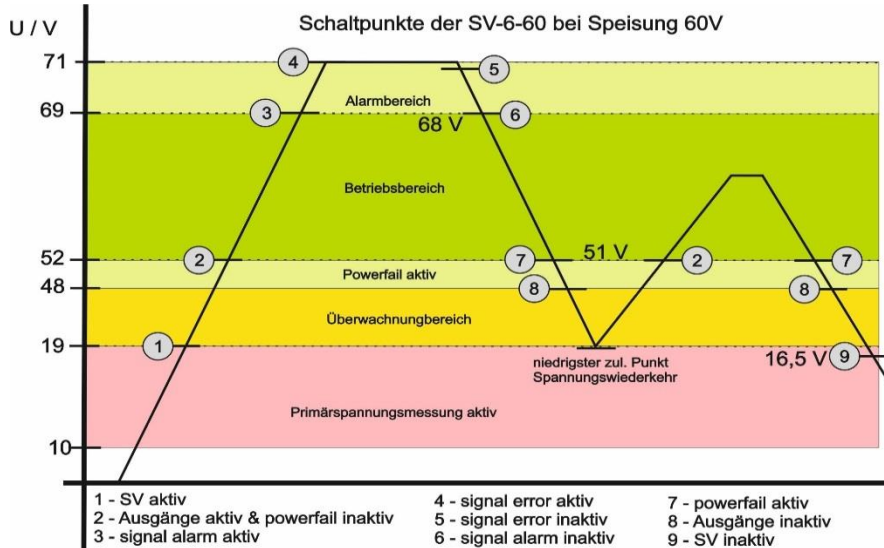 Schaltpunkte der SV-6-60 bei Speisung 60V
U / V
71
4
5
Alarmbereich
69
3
68 V
6
Betriebsbereich
52
2
7
51 V
2
7
Powerfail aktiv
48
8
8
Überwachnungbereich
19
1
niedrigster zul. Punkt
Spannungswiederkehr
16,5 V
9
Primärspannungsmessung aktiv
10
1 - SV aktiv
2 - Ausgänge aktiv & powerfail inaktiv
3 - signal alarm aktiv
4 - signal error aktiv
5 - signal error inaktiv
6 - signal alarm inaktiv
7 - powerfail aktiv
8 - Ausgänge inaktiv
9 - SV inaktiv